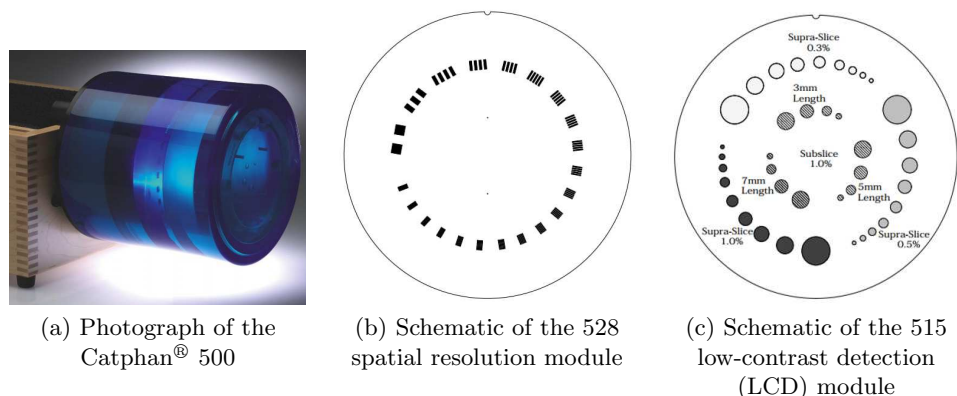 Supra-Slice
0.3%
3mm
Length
Subslice
1.0%
7mm
Length
5mm
Length
Supra-Slice
1.0%
Supra-Slice
0.5%
(a) Photograph of the
Catphan® 500
(b) Schematic of the 528
spatial resolution module
(c) Schematic of the 515
low-contrast detection
(LCD) module